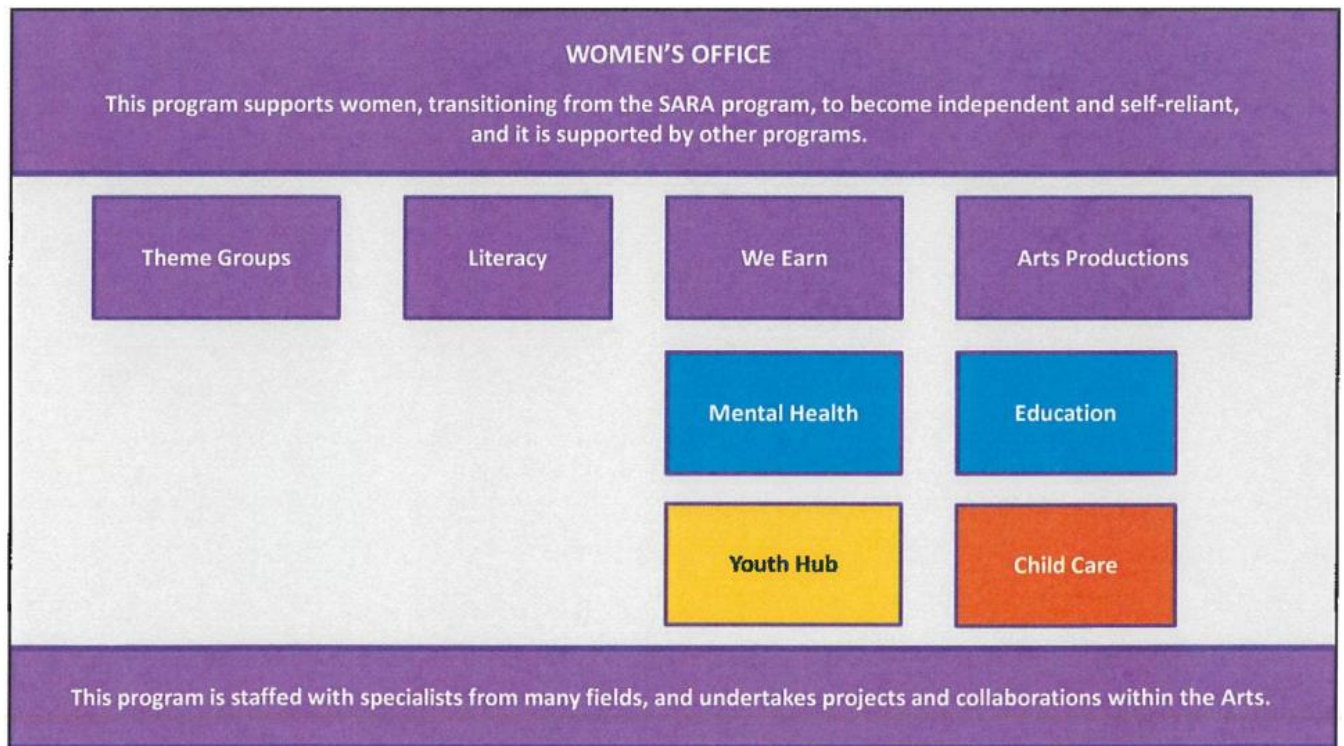 WOMEN'S OFFICE
This program supports women, transitioning from the SARA program, to become independent and self-reliant,
and it is supported by other programs.
Theme Groups
Literacy
We Earn
Arts Productions
Mental Health
Education
Youth Hub
Child Care
This program is staffed with specialists from many fields, and undertakes projects and collaborations within the Arts.